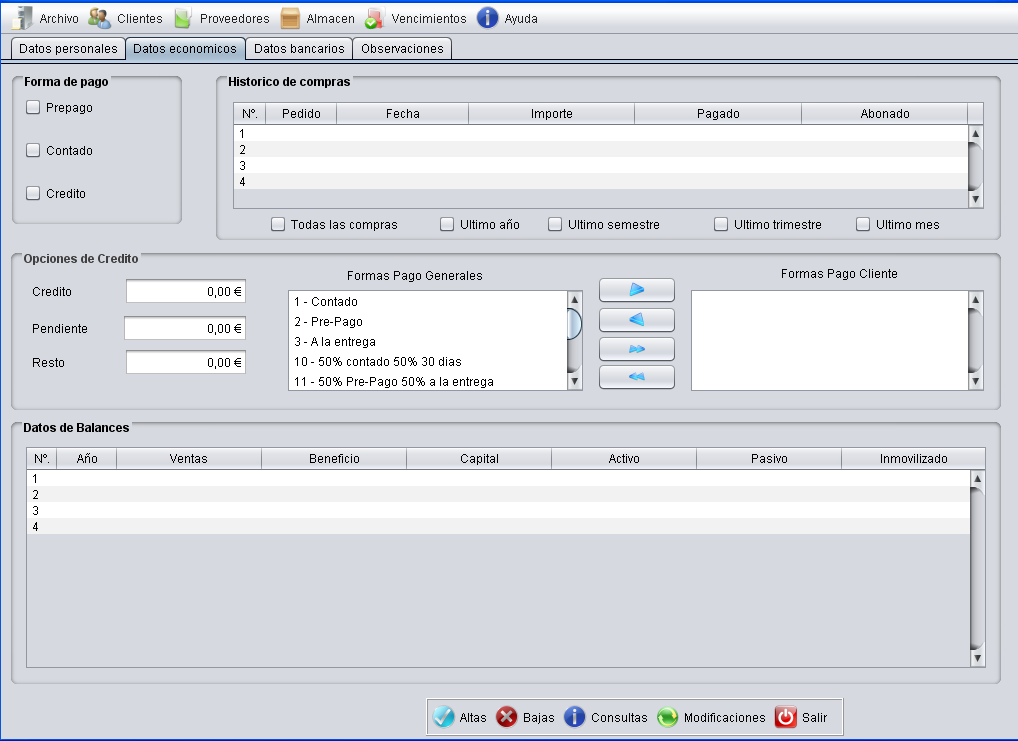 Archivo Clientes Proveedores Almacen Vencimientos Ayuda
Datos personales Datos economicos Datos bancarios Observaciones
Forma de pago
Prepago
Contado
Credito
Historico de compras
Nº. Pedido Fecha Importe Pagado Abonado
1
2
3
4
Todas las compras Ultimo año Ultimo semestre Ultimo trimestre Ultimo mes
Opciones de Credito
Credito 0,00 €
Pendiente 0,00 €
Resto 0,00 €
Formas Pago Generales
1 - Contado
2 - Pre-Pago
3 - A la entrega
10 - 50% contado 50% 30 dias
11 - 50% Pre-Pago 50% a la entrega
Formas Pago Cliente
Datos de Balances
Nº. Año Ventas Beneficio Capital Activo Pasivo Inmovilizado
1
2
3
4
Altas Bajas Consultas Modificaciones Salir